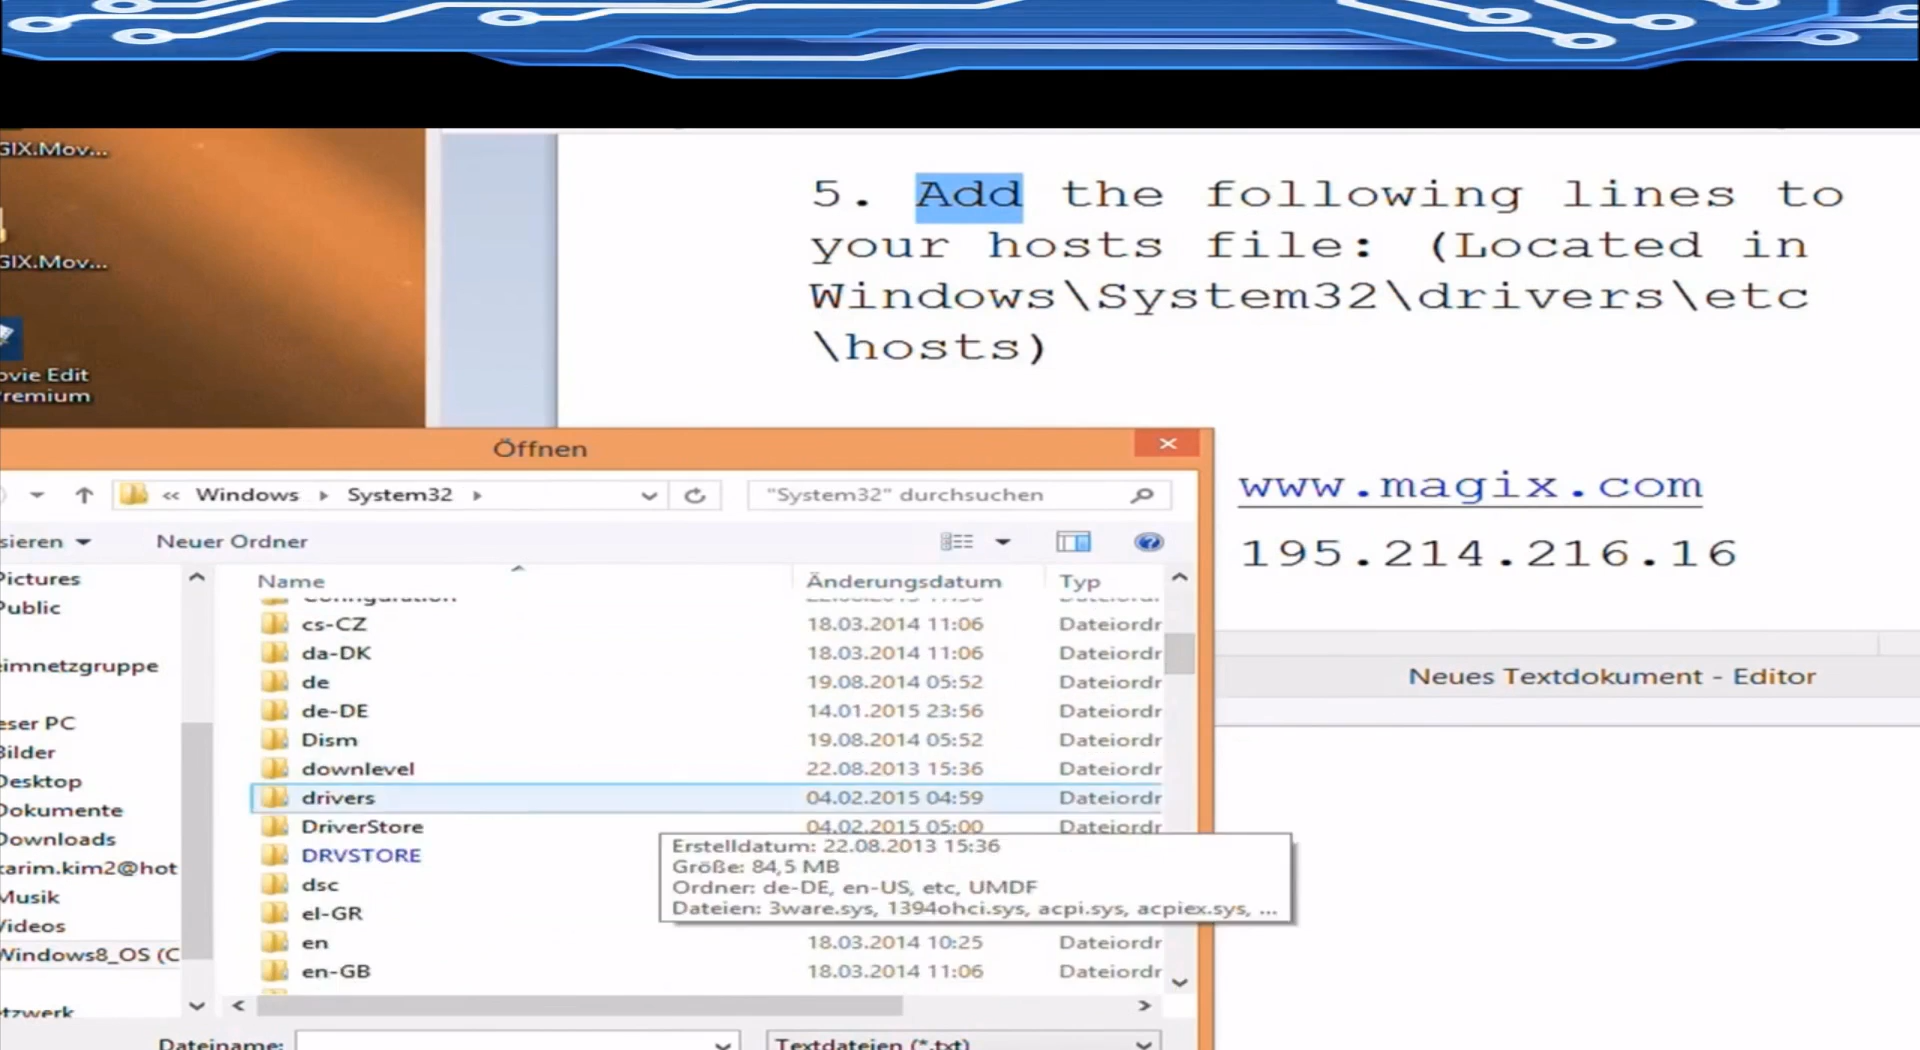 GIX.Mov...
GIX.Mov...
ovie Edit
remium
5. Add the following lines to
your hosts file: (Located in
Windows\System32\drivers\etc
\hosts)
www.magix.com
195.214.216.16
Öffnen
« Windows System32
"System32" durchsuchen
sieren Neuer Ordner
Name Änderungsdatum Typ
Pictures
Public
eimnetzgruppe
eser PC
Bilder
Desktop
Dokumente
Downloads
karim.kim2@hot
Musik
Videos
Windows8_OS (C
etzwerk
Configuration
cs-CZ 18.03.2014 11:06 Dateiordr
da-DK 18.03.2014 11:06 Dateiordr
de 19.08.2014 05:52 Dateiordr
de-DE 14.01.2015 23:56 Dateiordr
Dism 19.08.2014 05:52 Dateiordr
downlevel 22.08.2013 15:36 Dateiordr
drivers 04.02.2015 04:59 Dateiordr
DriverStore 04.02.2015 05:00 Dateiordr
DRVSTORE
dsc
el-GR
en 18.03.2014 10:25 Dateiordr
en-GB 18.03.2014 11:06 Dateiordr
Erstelldatum: 22.08.2013 15:36
Größe: 84,5 MB
Ordner: de-DE, en-US, etc, UMDF
Dateien: 3ware.sys, 1394ohci.sys, acpi.sys, acpiex.sys, ...
Dateiname:
Textdateien (*.txt)
Neues Textdokument - Editor